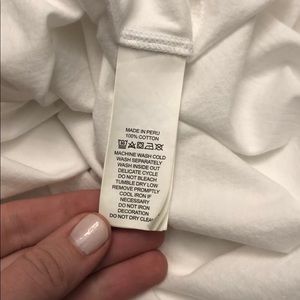 MADE IN PERU
100% COTTON
MACHINE WASH COLD
WASH SEPARATELY
WASH INSIDE OUT
DELICATE CYCLE
DO NOT BLEACH
TUMBLE DRY LOW
REMOVE PROMPTLY
COOL IRON IF
NECESSARY
DO NOT IRON
DECORATION
DO NOT DRY CLEAN